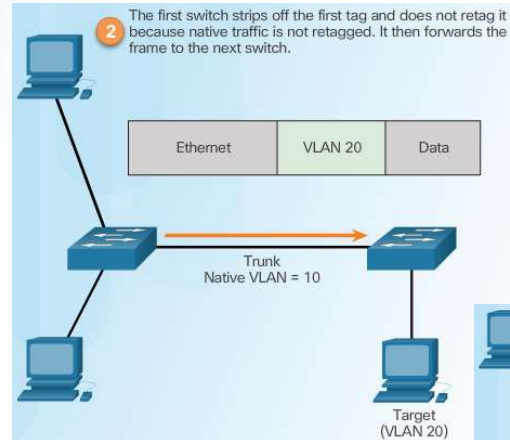 The first switch strips off the first tag and does not retag it
2 because native traffic is not retagged. It then forwards the
frame to the next switch.
Ethernet VLAN 20 Data
Trunk
Native VLAN = 10
Target
(VLAN 20)